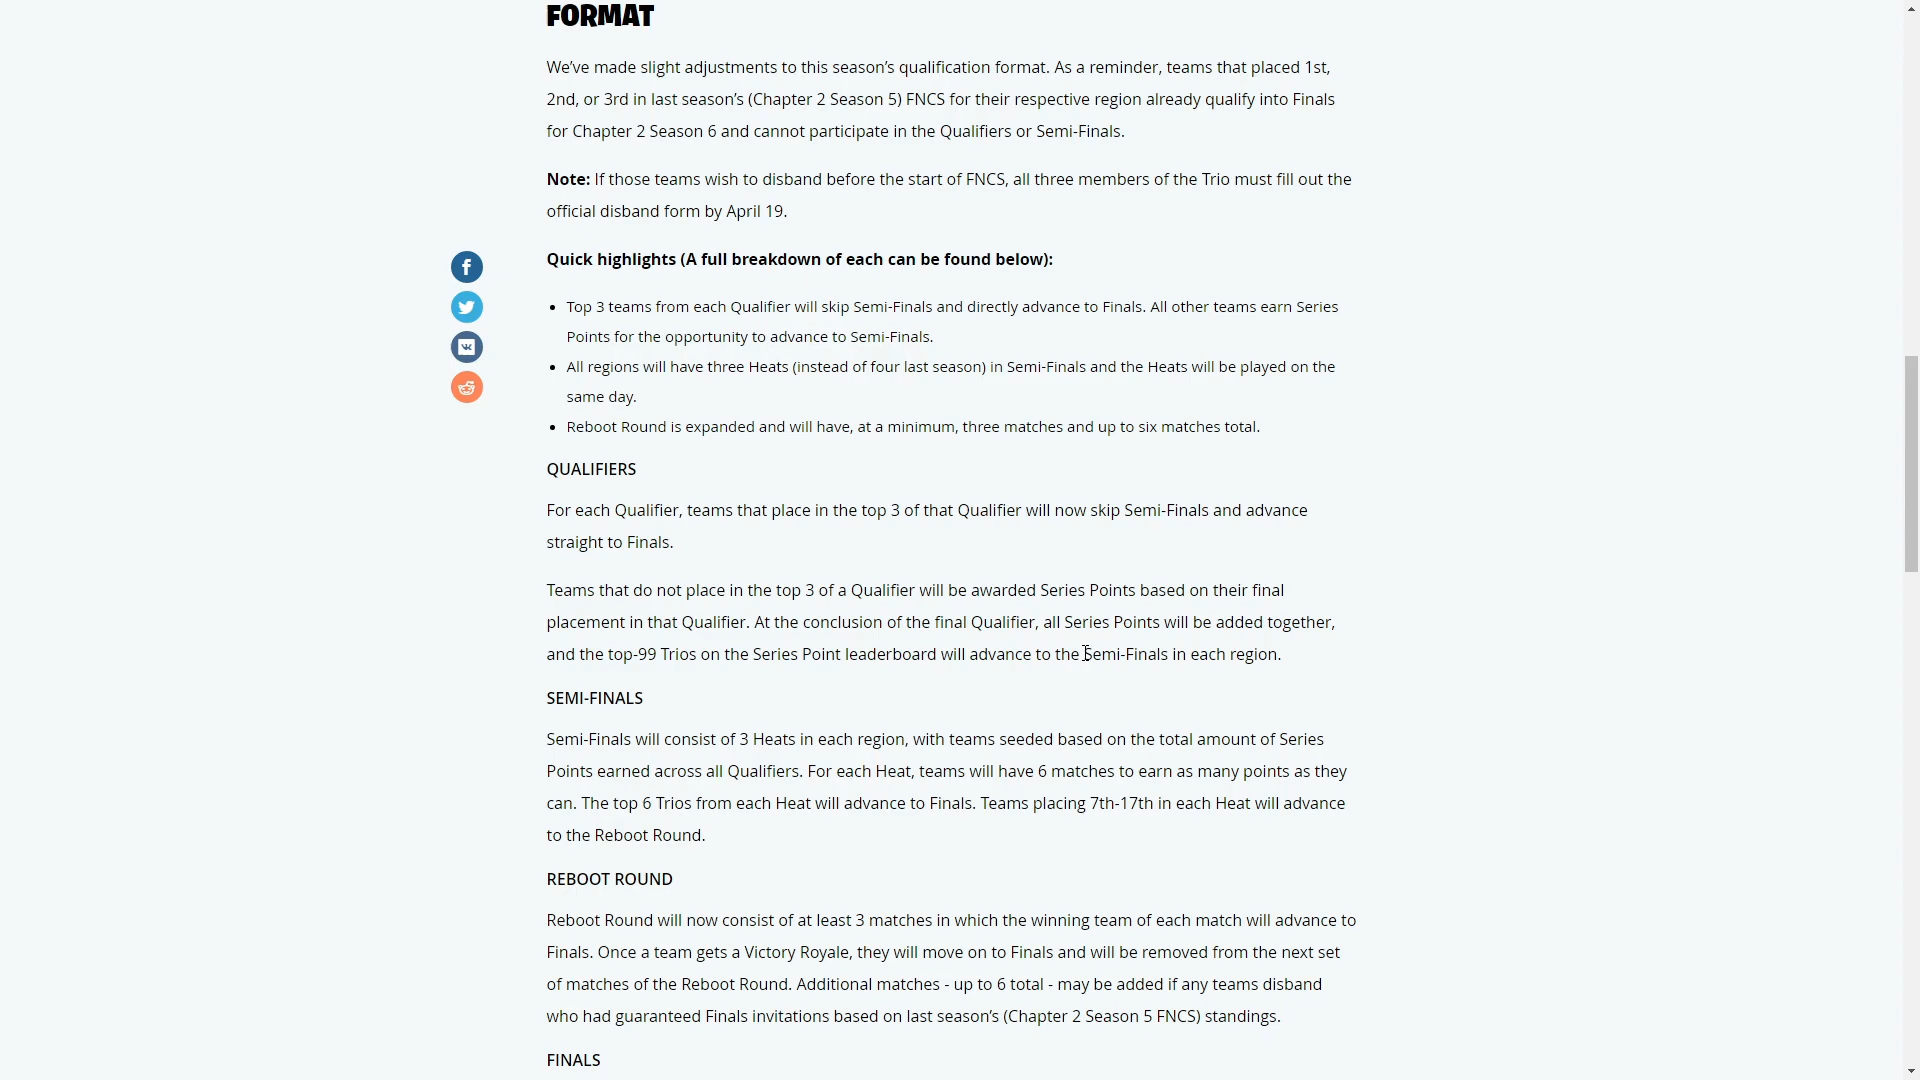 FORMAT
We’ve made slight adjustments to this season’s qualification format. As a reminder, teams that placed 1st,
2nd, or 3rd in last season’s (Chapter 2 Season 5) FNCS for their respective region already qualify into Finals
for Chapter 2 Season 6 and cannot participate in the Qualifiers or Semi-Finals.
Note: If those teams wish to disband before the start of FNCS, all three members of the Trio must fill out the
official disband form by April 19.
Quick highlights (A full breakdown of each can be found below):
• Top 3 teams from each Qualifier will skip Semi-Finals and directly advance to Finals. All other teams earn Series
Points for the opportunity to advance to Semi-Finals.
• All regions will have three Heats (instead of four last season) in Semi-Finals and the Heats will be played on the
same day.
• Reboot Round is expanded and will have, at a minimum, three matches and up to six matches total.
QUALIFIERS
For each Qualifier, teams that place in the top 3 of that Qualifier will now skip Semi-Finals and advance
straight to Finals.
Teams that do not place in the top 3 of a Qualifier will be awarded Series Points based on their final
placement in that Qualifier. At the conclusion of the final Qualifier, all Series Points will be added together,
and the top-99 Trios on the Series Point leaderboard will advance to the Semi-Finals in each region.
SEMI-FINALS
Semi-Finals will consist of 3 Heats in each region, with teams seeded based on the total amount of Series
Points earned across all Qualifiers. For each Heat, teams will have 6 matches to earn as many points as they
can. The top 6 Trios from each Heat will advance to Finals. Teams placing 7th-17th in each Heat will advance
to the Reboot Round.
REBOOT ROUND
Reboot Round will now consist of at least 3 matches in which the winning team of each match will advance to
Finals. Once a team gets a Victory Royale, they will move on to Finals and will be removed from the next set
of matches of the Reboot Round. Additional matches - up to 6 total - may be added if any teams disband
who had guaranteed Finals invitations based on last season’s (Chapter 2 Season 5 FNCS) standings.
FINALS